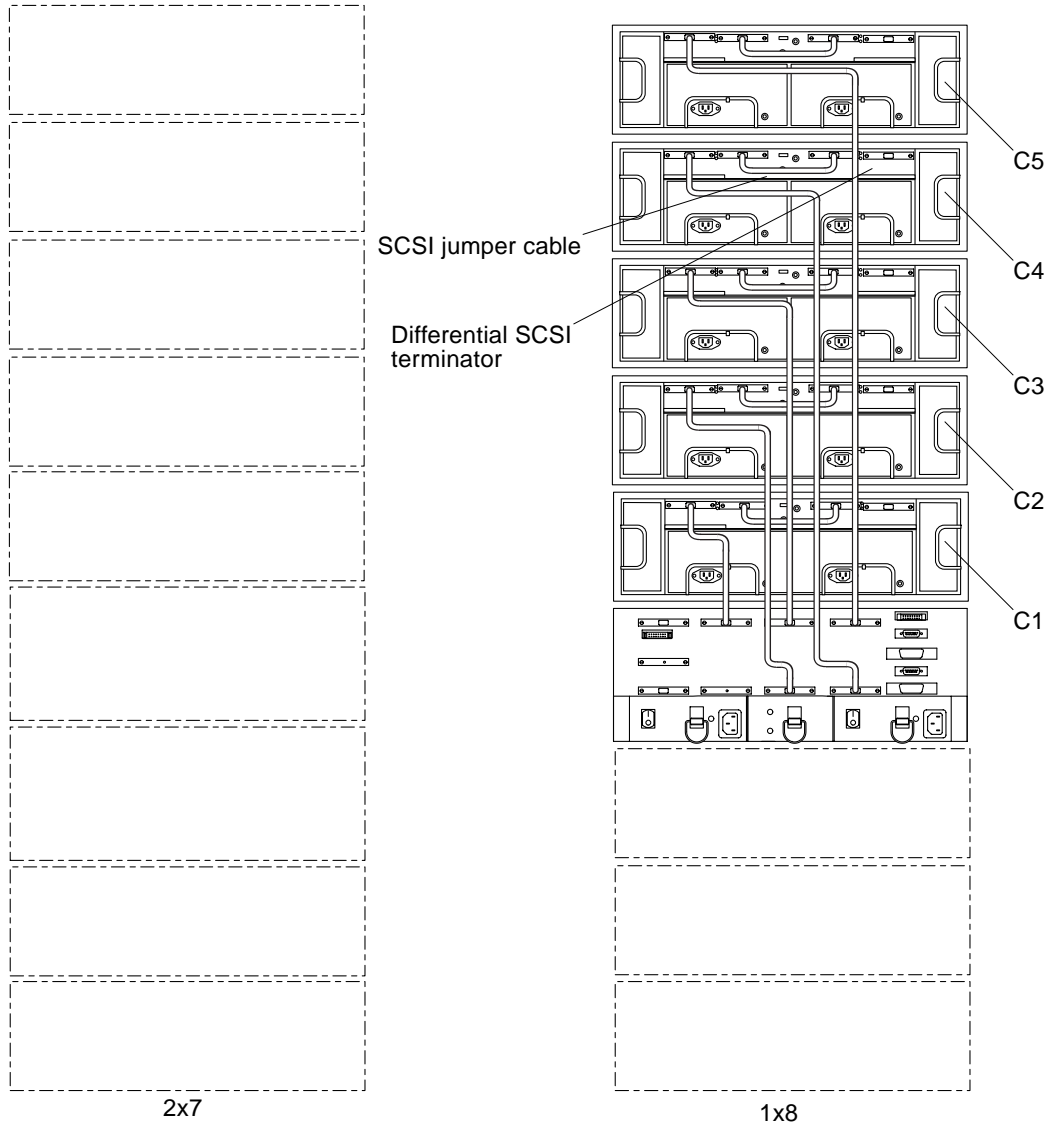 C5
C4
SCSI jumper cable
C3
Differential SCSI
terminator
C2
C1
2x7
1x8